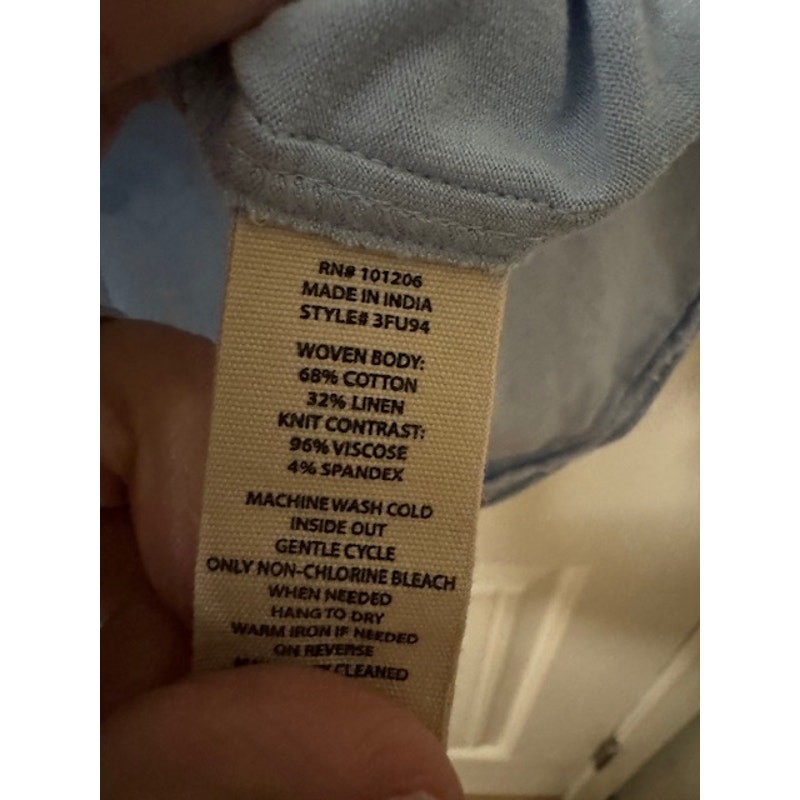 RN# 101206
MADE IN INDIA
STYLE# 3FU94
WOVEN BODY:
68% COTTON
32% LINEN
KNIT CONTRAST:
96% VISCOSE
4% SPANDEX
MACHINE WASH COLD
INSIDE OUT
GENTLE CYCLE
ONLY NON-CHLORINE BLEACH
WHEN NEEDED
HANG TO DRY
WARM IRON IF NEEDED
ON REVERSE
CLEANED